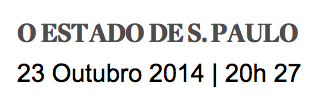 O ESTADO DE S. PAULO
23 Outubro 2014 | 20h 27